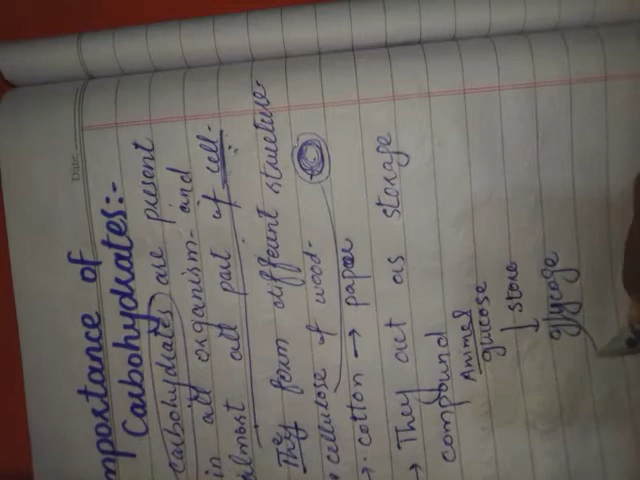 Date.
mportance of
Carbohydrates:-
carbohydrates are present
in all organism- and
almost all part of cell-
They form different structure.
cellulose of wood-
→ cotton → paper
→ They act as storage
compound
Animal
glucose
↓ store
glycoge